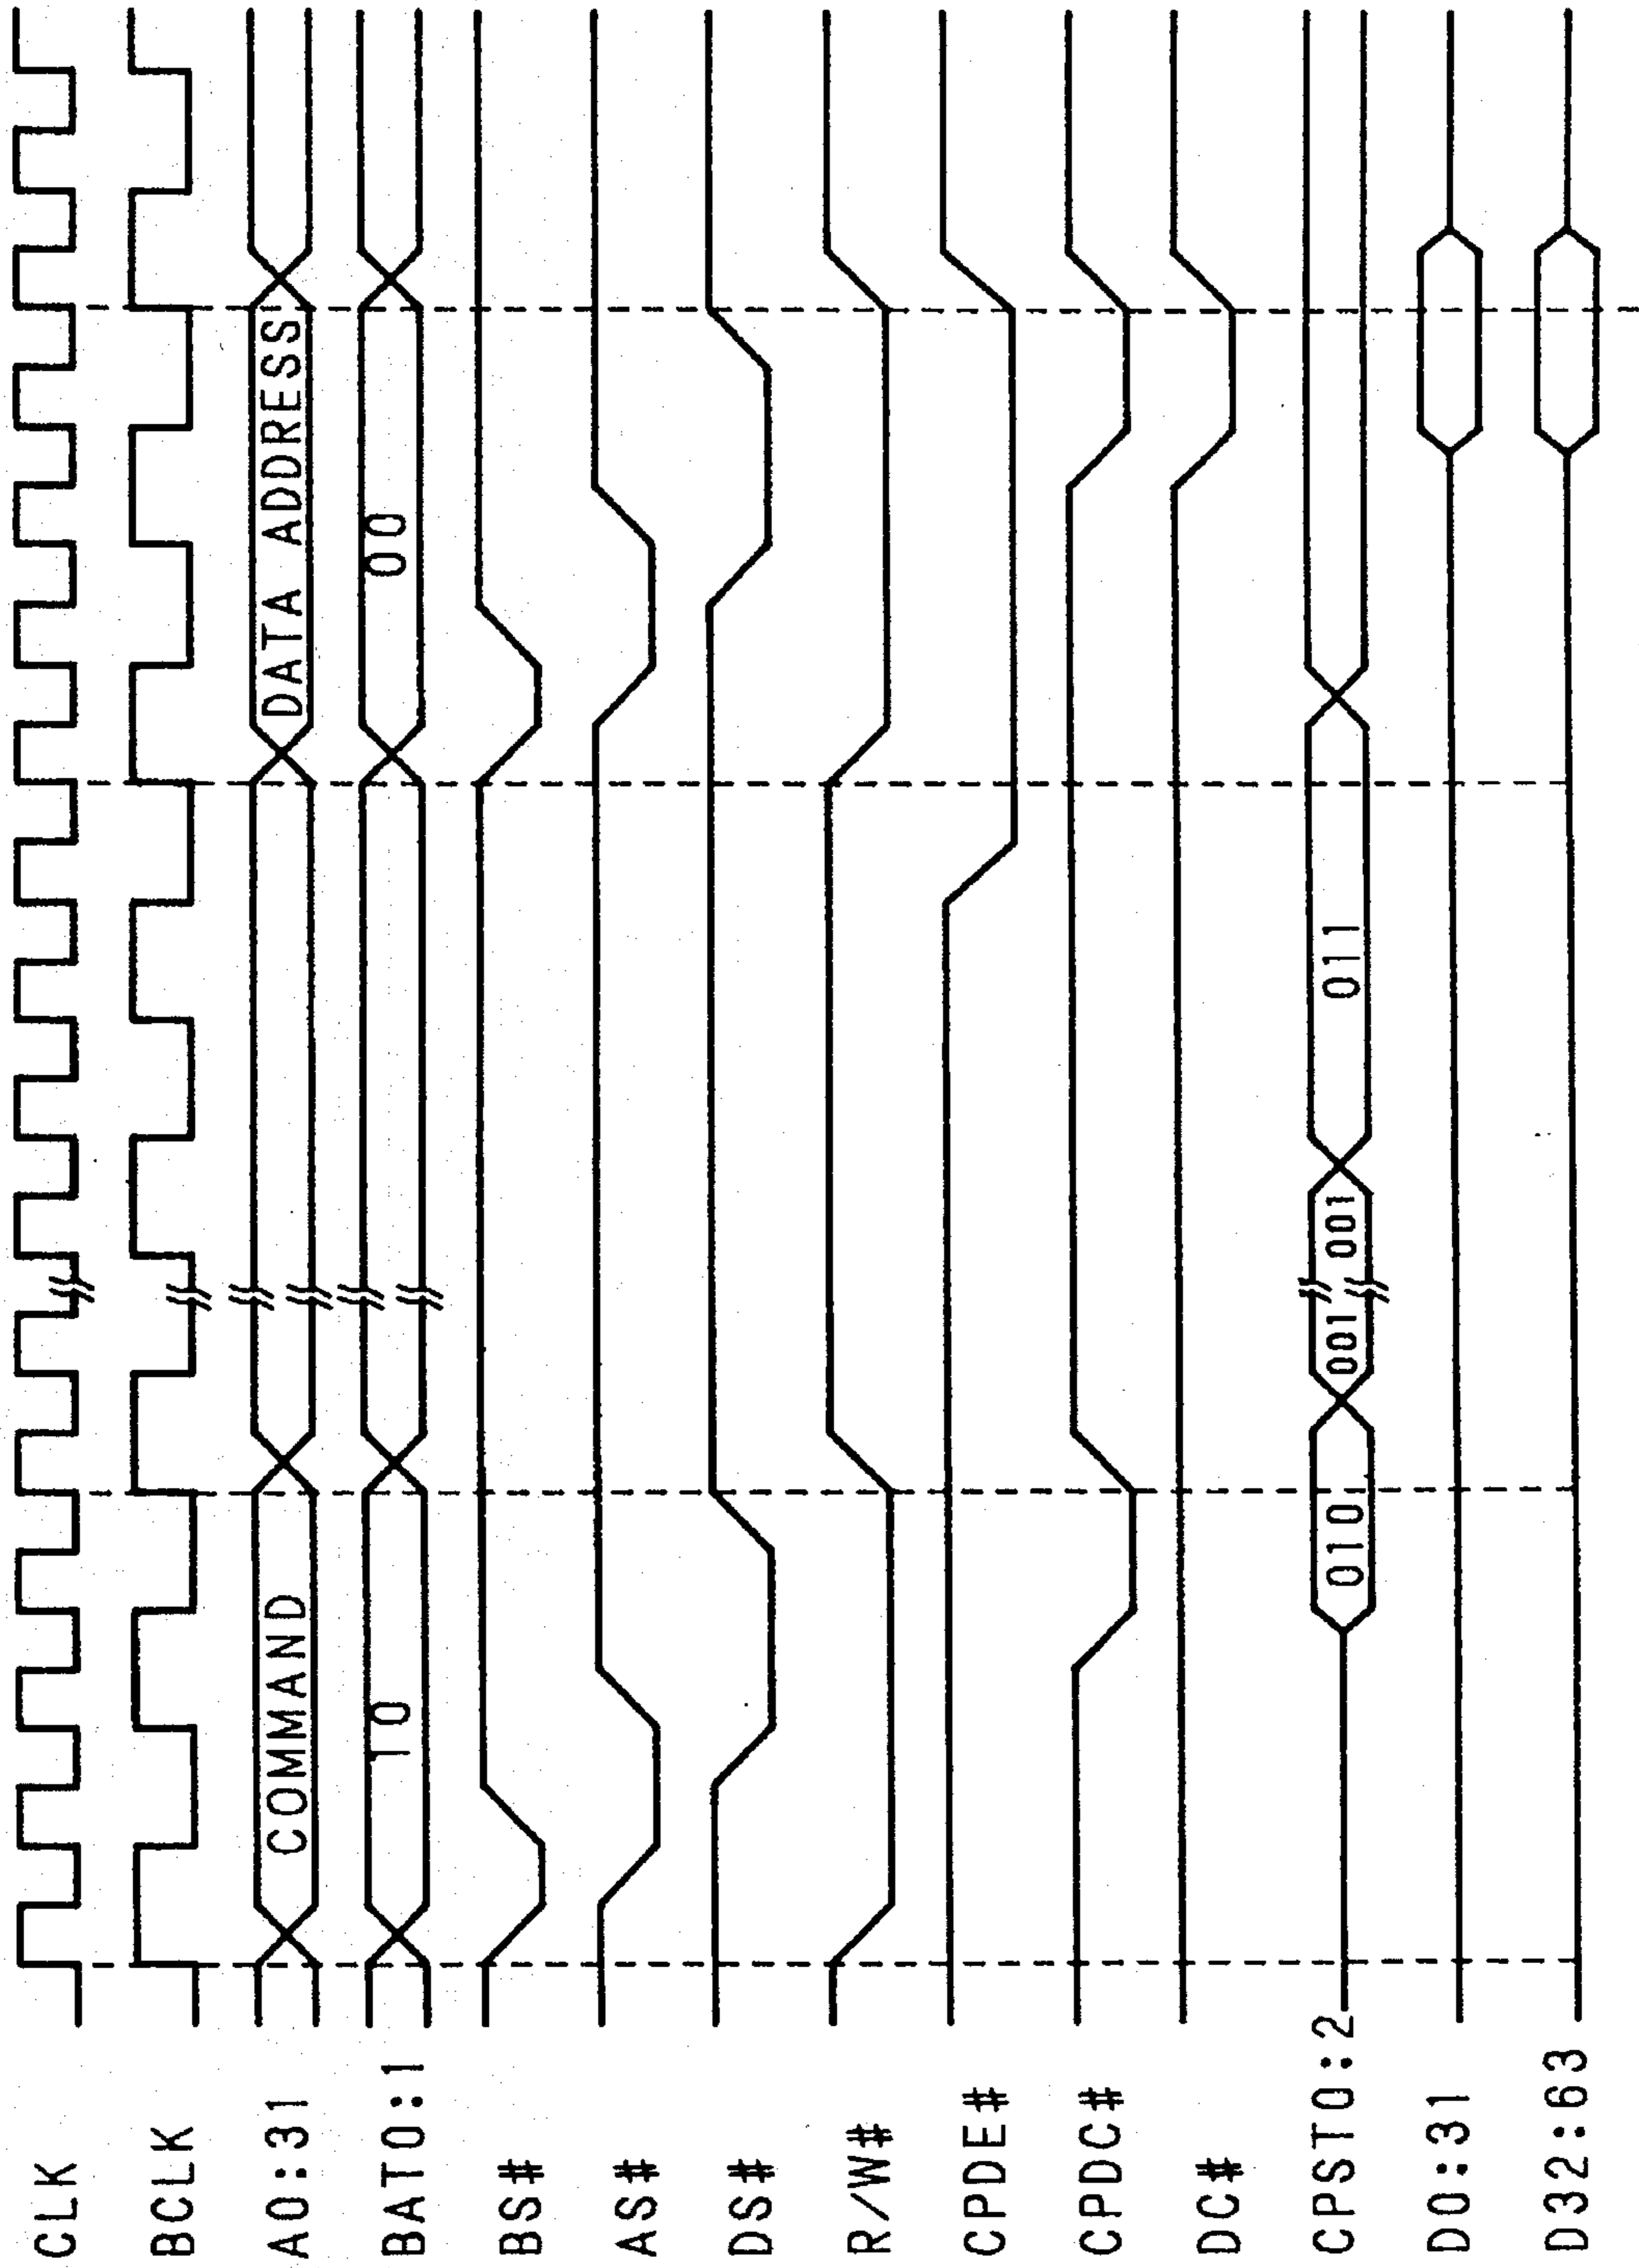 CLK
BCLK
A0:31 COMMAND DATA ADDRESS
BAT0:1 10 00
BS#
AS#
DS#
R/W#
CPDE#
CPDC#
DC#
CPST0:2 010 001 001 011
D0:31
D32:63